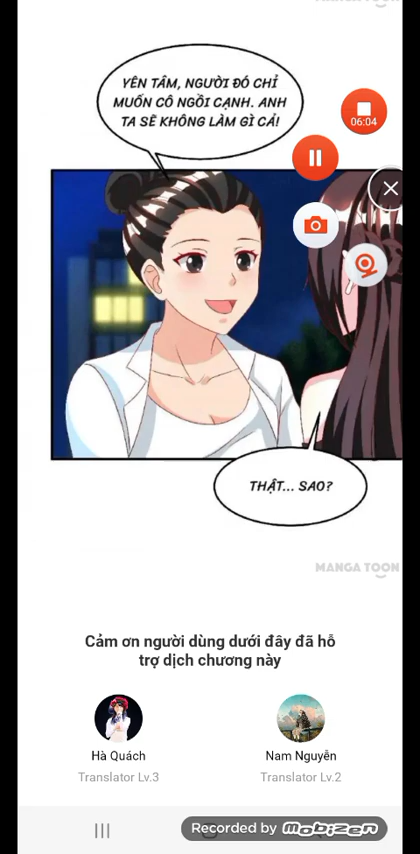 MANGA TOON
YÊN TÂM, NGƯỜI ĐÓ CHỈ
MUỐN CÔ NGỒI CẠNH. ANH
TA SẼ KHÔNG LÀM GÌ CẢ!
06:04
THẬT... SAO?
MANGA TOON
Cảm ơn người dùng dưới đây đã hỗ
trợ dịch chương này
Hà Quách
Nam Nguyễn
Translator Lv.3
Translator Lv.2
Recorded by mobizen